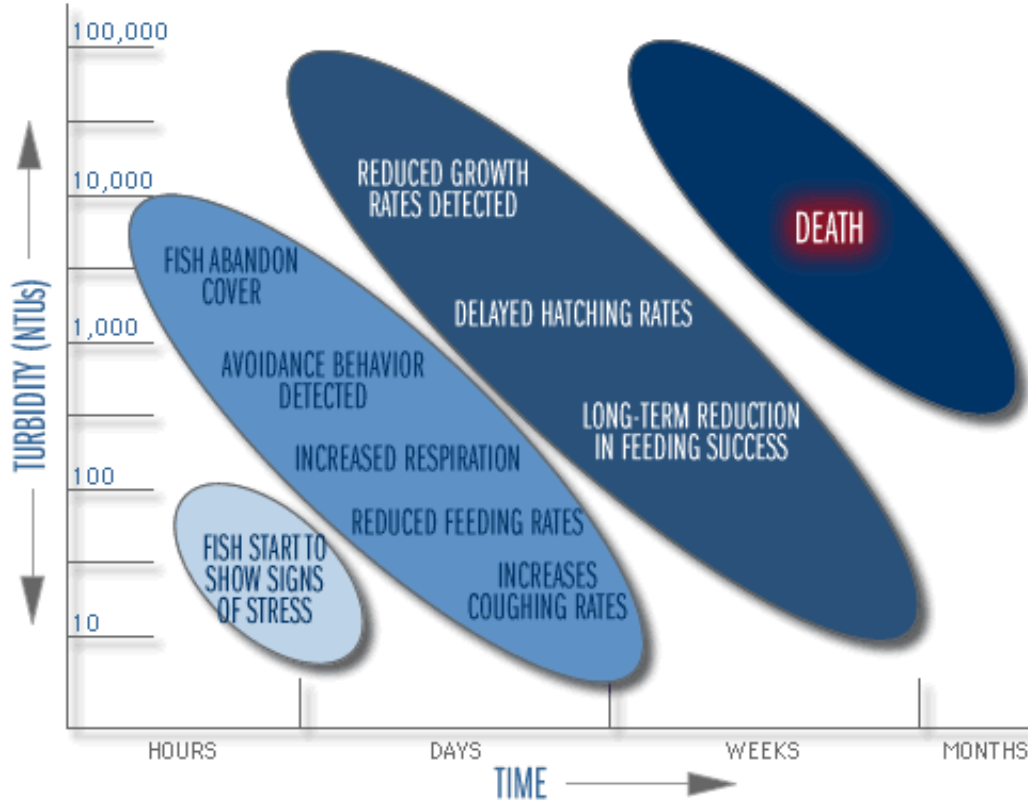 100,000
10,000
1,000
100
10
TURBIDITY (NTUs)
REDUCED GROWTH
RATES DETECTED
DEATH
FISH ABANDON
COVER
DELAYED HATCHING RATES
AVOIDANCE BEHAVIOR
DETECTED
LONG-TERM REDUCTION
IN FEEDING SUCCESS
INCREASED RESPIRATION
REDUCED FEEDING RATES
FISH START TO
SHOW SIGNS
OF STRESS
INCREASES
COUGHING RATES
HOURS
DAYS
WEEKS
MONTHS
TIME